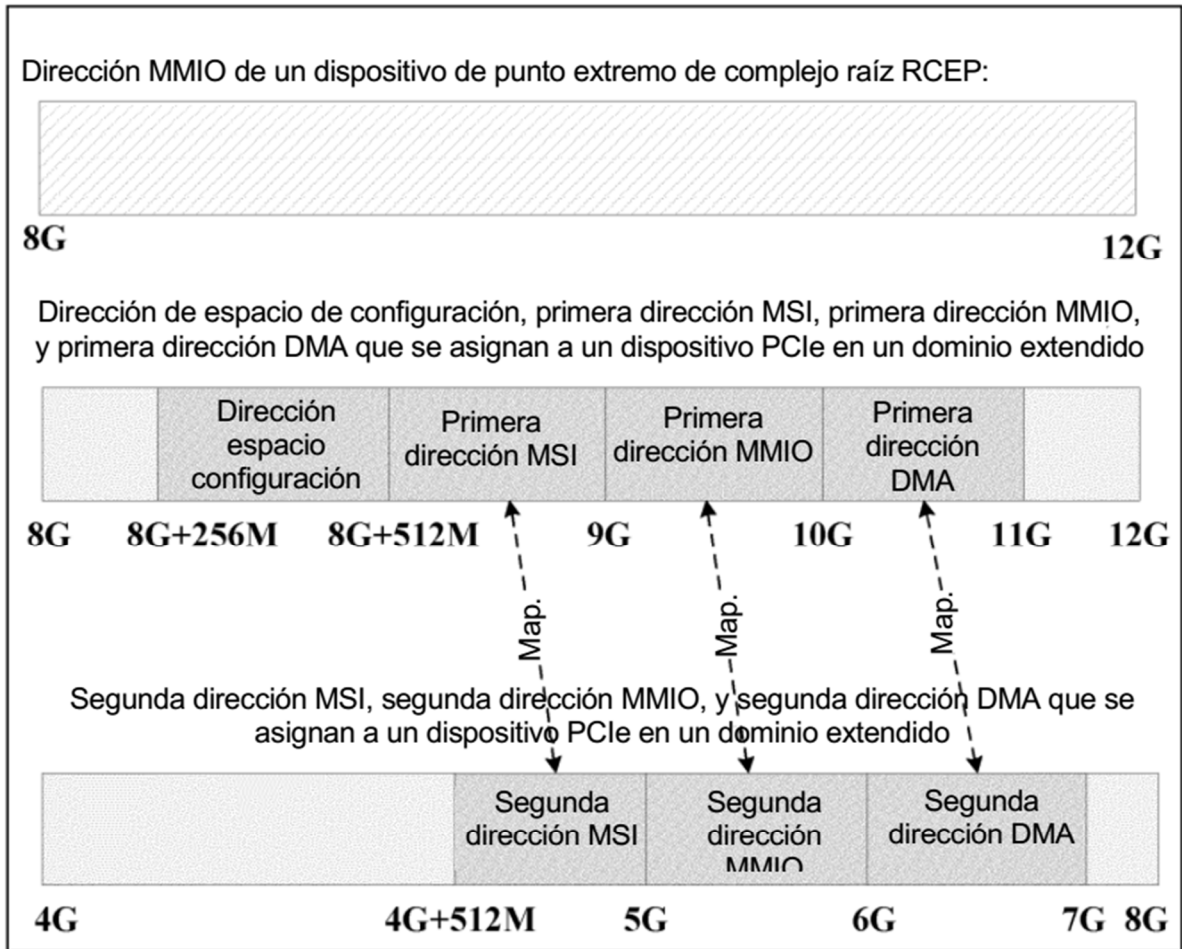 Dirección MMIO de un dispositivo de punto extremo de complejo raíz RCEP:
8G 12G
Dirección de espacio de configuración, primera dirección MSI, primera dirección MMIO,
y primera dirección DMA que se asignan a un dispositivo PCIe en un dominio extendido
Dirección
espacio
configuración
Primera
dirección MSI
Primera
dirección MMIO
Primera
dirección
DMA
8G 8G+256M 8G+512M 9G 10G 11G 12G
Map. Map. Map.
Segunda dirección MSI, segunda dirección MMIO, y segunda dirección DMA que se
asignan a un dispositivo PCIe en un dominio extendido
Segunda
dirección MSI
Segunda
dirección
MMIO
Segunda
dirección DMA
4G 4G+512M 5G 6G 7G 8G